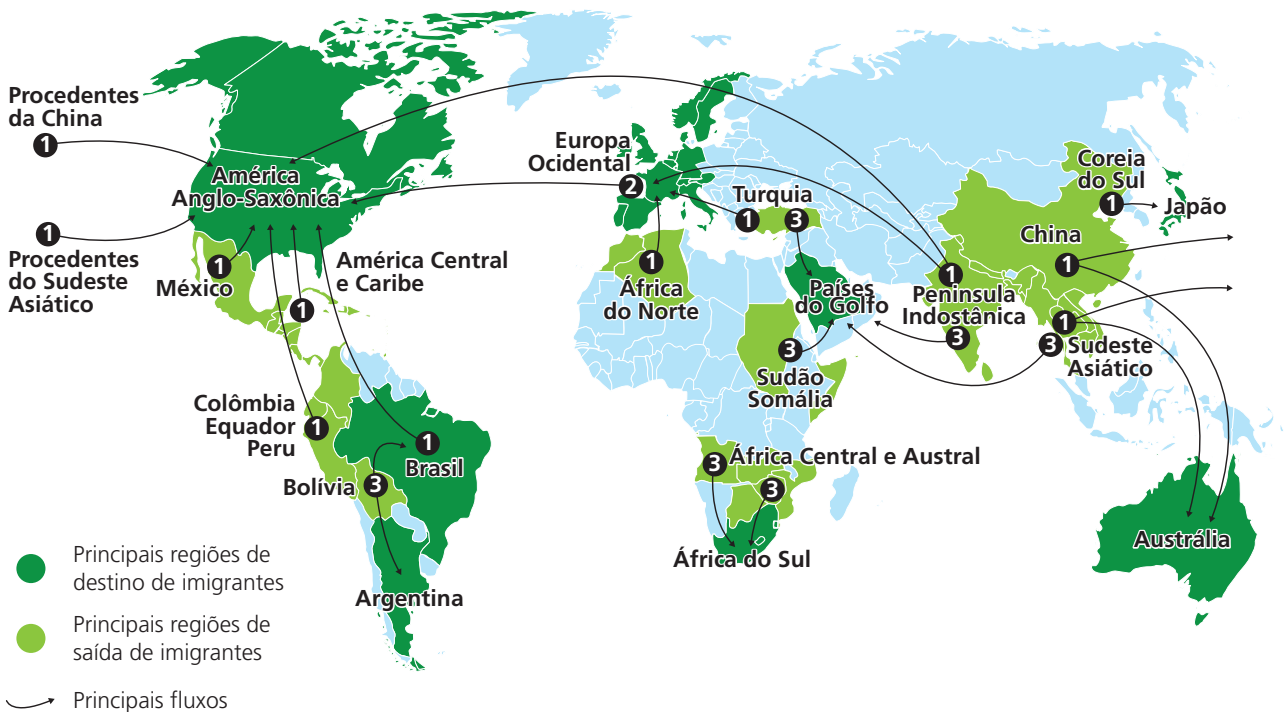 Procedentes
da China
1
América
Anglo-Saxônica
Procedentes
do Sudeste
Asiático
1
México
1
América Central
e Caribe
1
Colômbia
Equador
Peru
1
Brasil
1
Bolívia
3
Argentina
Europa
Ocidental
2
Turquia
1
3
África
do Norte
1
Países
do Golfo
Sudão
Somália
3
África Central e Austral
3
3
África do Sul
Península
Indostânica
1
3
China
1
Coreia
do Sul
1
Japão
Sudeste
Asiático
1
3
Austrália
Principais regiões de
destino de imigrantes
Principais regiões de
saída de imigrantes
Principais fluxos